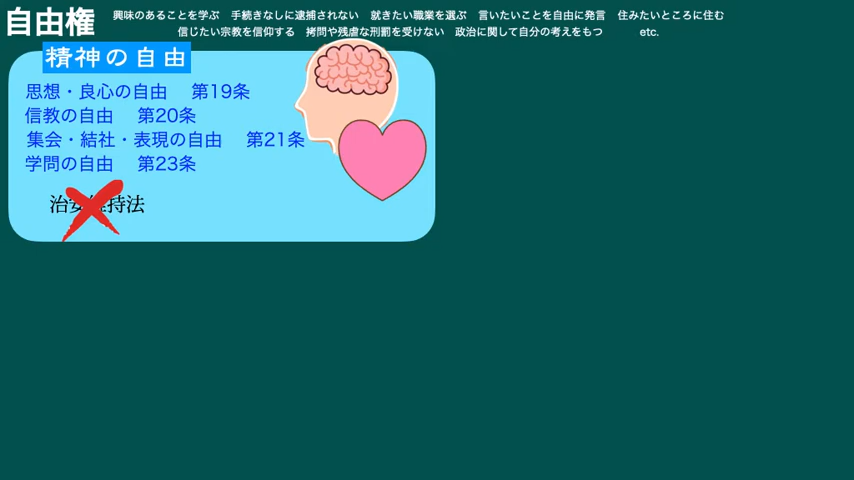 自由権
興味のあることを学ぶ 手続きなしに逮捕されない 就きたい職業を選ぶ 言いたいことを自由に発言 住みたいところに住む
信じたい宗教を信仰する 拷問や残虐な刑罰を受けない 政治に関して自分の考えをもつ etc.
精神の自由
思想・良心の自由 第19条
信教の自由 第20条
集会・結社・表現の自由 第21条
学問の自由 第23条
治安維持法